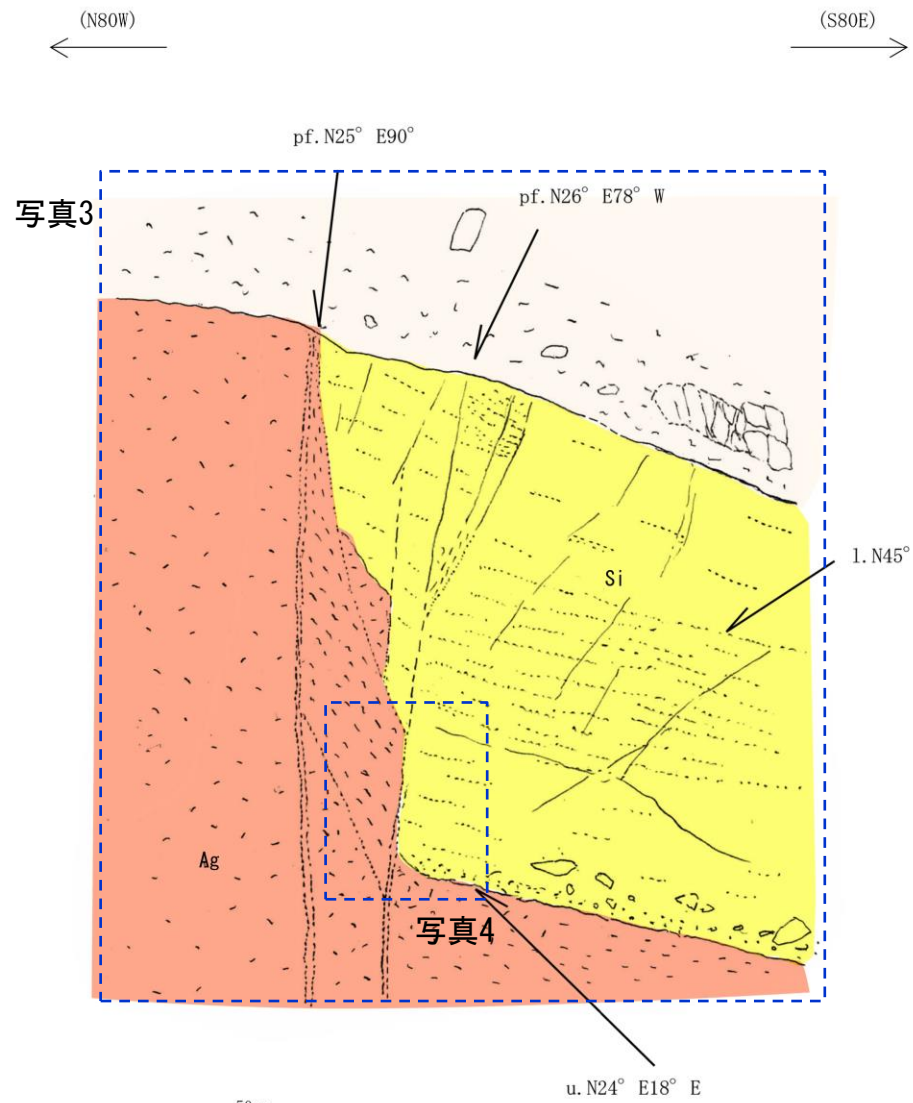 (N80W)
(S80E)
pf.N25° E90°
pf.N26° E78° W
写真3
Si
l.N45°
Ag
写真4
u.N24° E18° E